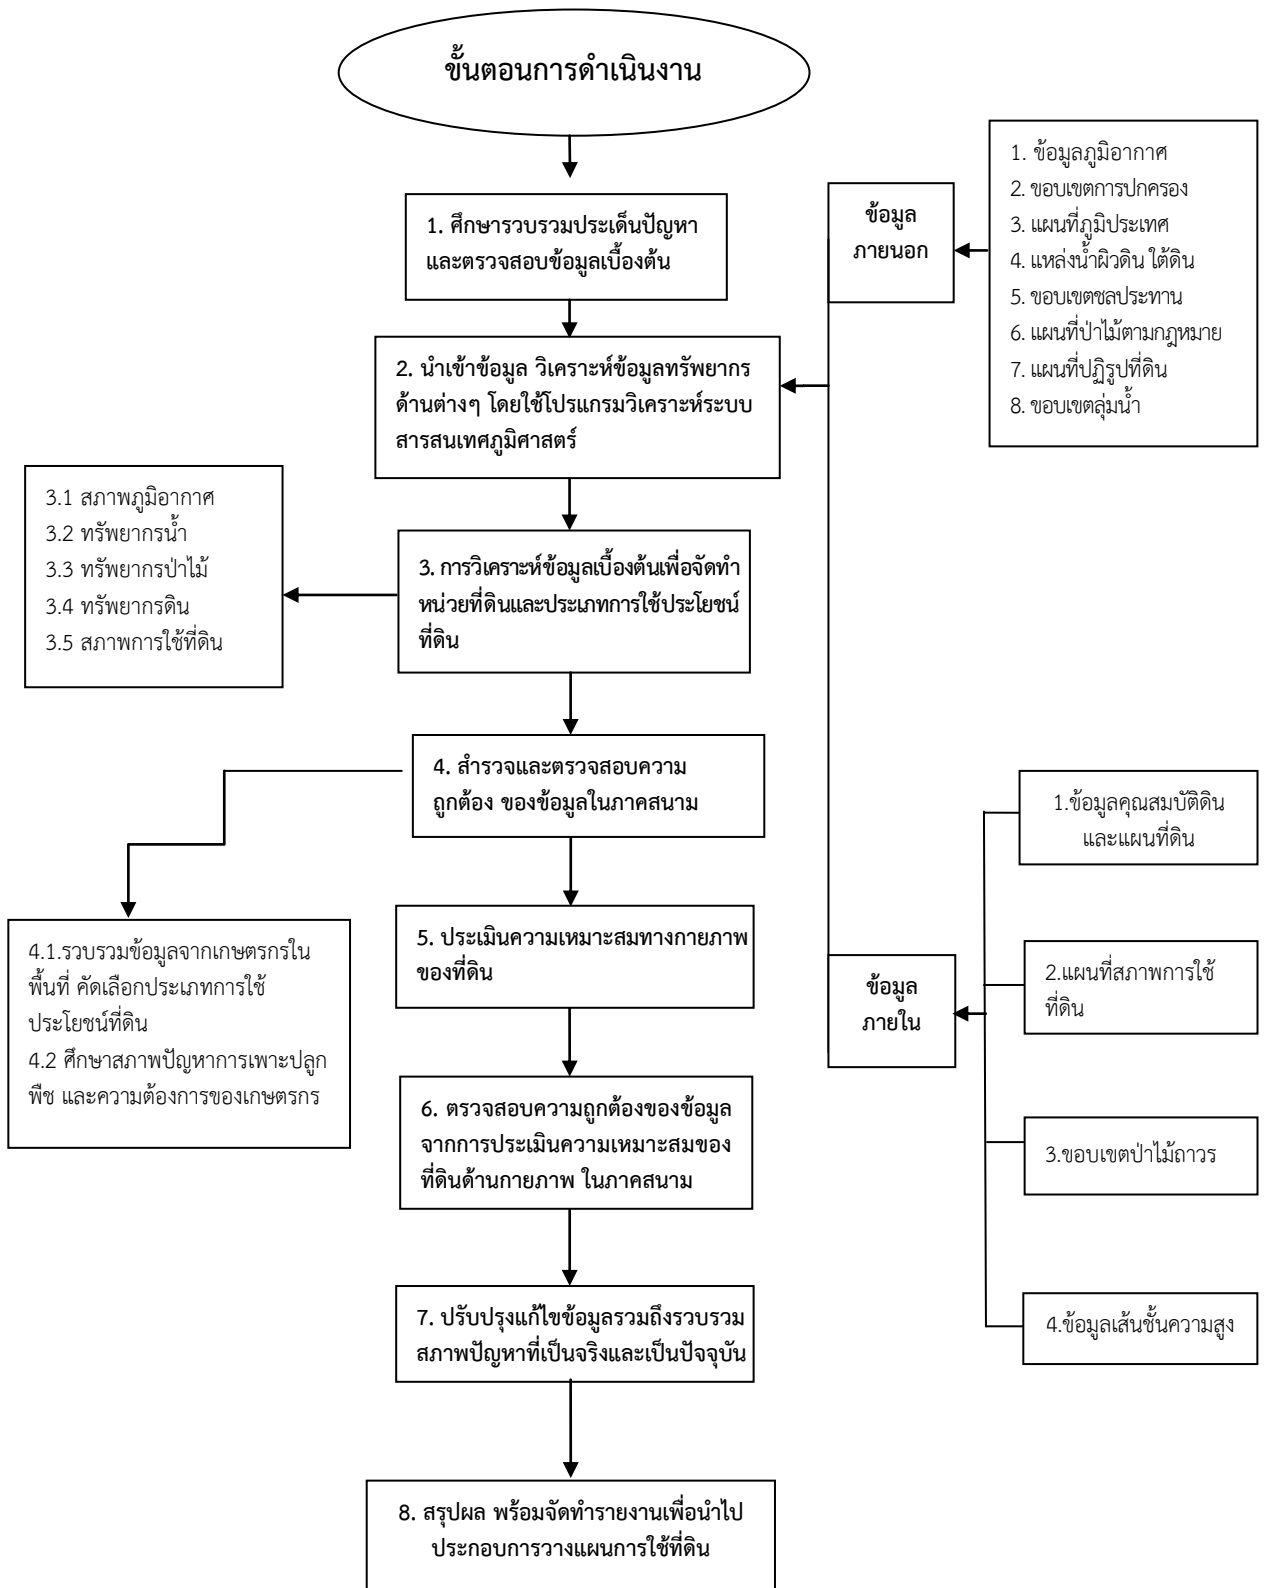 ขั้นตอนการดำเนินงาน
1. ศึกษารวบรวมประเด็นปัญหา
และตรวจสอบข้อมูลเบื้องต้น
ข้อมูล
ภายนอก
1. ข้อมูลภูมิอากาศ
2. ขอบเขตการปกครอง
3. แผนที่ภูมิประเทศ
4. แหล่งน้ำผิวดิน ใต้ดิน
5. ขอบเขตชลประทาน
6. แผนที่ป่าไม้ตามกฎหมาย
7. แผนที่ปฏิรูปที่ดิน
8. ขอบเขตลุ่มน้ำ
2. นำเข้าข้อมูล วิเคราะห์ข้อมูลทรัพยากร
ด้านต่างๆ โดยใช้โปรแกรมวิเคราะห์ระบบ
สารสนเทศภูมิศาสตร์
3.1 สภาพภูมิอากาศ
3.2 ทรัพยากรน้ำ
3.3 ทรัพยากรป่าไม้
3.4 ทรัพยากรดิน
3.5 สภาพการใช้ที่ดิน
3. การวิเคราะห์ข้อมูลเบื้องต้นเพื่อจัดทำ
หน่วยที่ดินและประเภทการใช้ประโยชน์
ที่ดิน
4. สำรวจและตรวจสอบความ
ถูกต้อง ของข้อมูลในภาคสนาม
4.1.รวบรวมข้อมูลจากเกษตรกรใน
พื้นที่ คัดเลือกประเภทการใช้
ประโยชน์ที่ดิน
4.2 ศึกษาสภาพปัญหาการเพาะปลูก
พืช และความต้องการของเกษตรกร
5. ประเมินความเหมาะสมทางกายภาพ
ของที่ดิน
ข้อมูล
ภายใน
1.ข้อมูลคุณสมบัติดิน
และแผนที่ดิน
2.แผนที่สภาพการใช้
ที่ดิน
3.ขอบเขตป่าไม้ถาวร
4.ข้อมูลเส้นชั้นความสูง
6. ตรวจสอบความถูกต้องของข้อมูล
จากการประเมินความเหมาะสมของ
ที่ดินด้านกายภาพ ในภาคสนาม
7. ปรับปรุงแก้ไขข้อมูลรวมถึงรวบรวม
สภาพปัญหาที่เป็นจริงและเป็นปัจจุบัน
8. สรุปผล พร้อมจัดทำรายงานเพื่อนำไป
ประกอบการวางแผนการใช้ที่ดิน